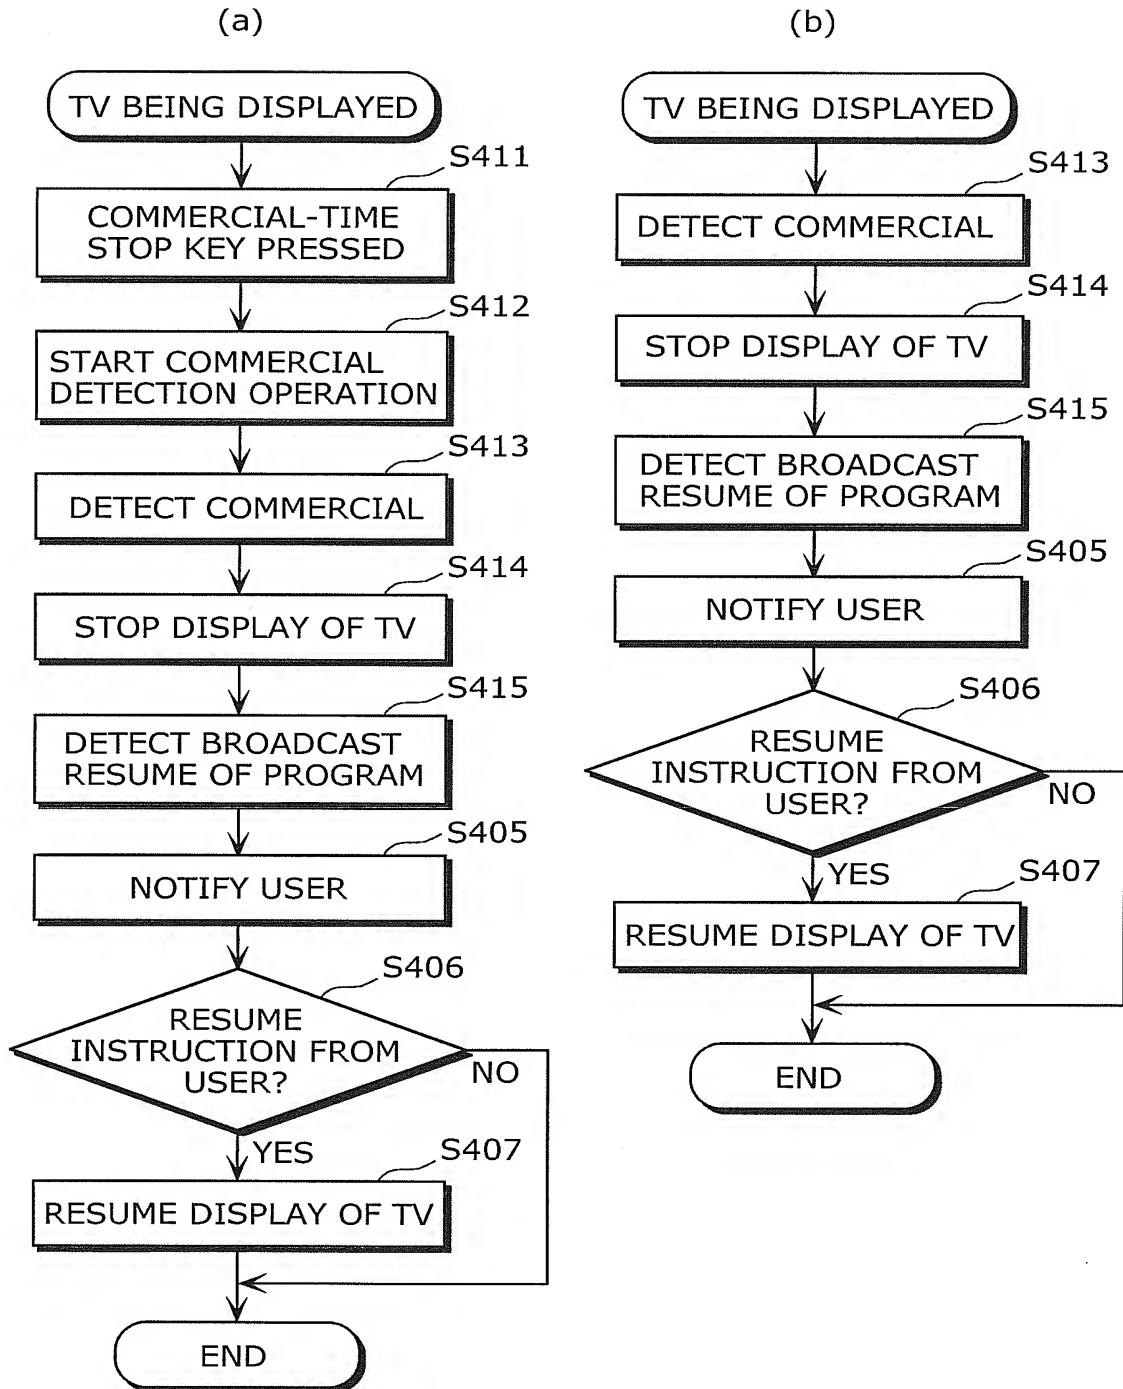 (a)
TV BEING DISPLAYED
S411
COMMERCIAL-TIME
STOP KEY PRESSED
S412
START COMMERCIAL
DETECTION OPERATION
S413
DETECT COMMERCIAL
S414
STOP DISPLAY OF TV
S415
DETECT BROADCAST
RESUME OF PROGRAM
S405
NOTIFY USER
S406
RESUME
INSTRUCTION FROM
USER?
NO
YES
S407
RESUME DISPLAY OF TV
END
(b)
TV BEING DISPLAYED
S413
DETECT COMMERCIAL
S414
STOP DISPLAY OF TV
S415
DETECT BROADCAST
RESUME OF PROGRAM
S405
NOTIFY USER
S406
RESUME
INSTRUCTION FROM
USER?
NO
YES
S407
RESUME DISPLAY OF TV
END